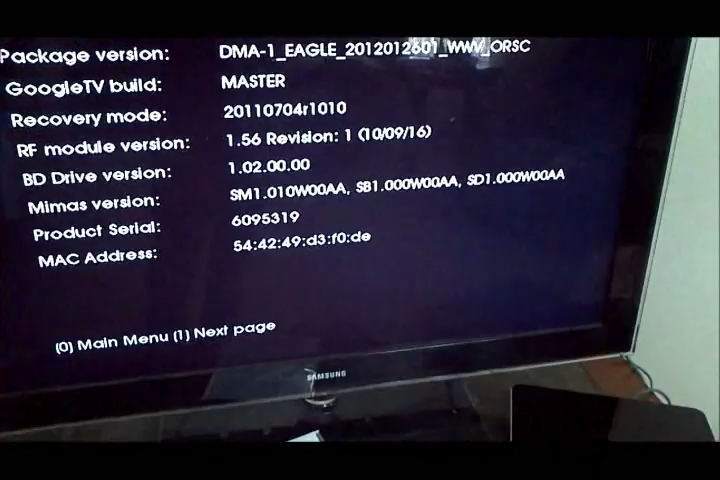 Package version: DMA-1_EAGLE_2012012601_WWV_ORSC
GoogleTV build: MASTER
Recovery mode: 20110704r1010
RF module version: 1.56 Revision: 1 (10/09/16)
BD Drive version: 1.02.00.00
Mimas version: SM1.010W00AA, SB1.000W00AA, SD1.000W00AA
Product Serial: 6095319
MAC Address: 54:42:49:d3:f0:de
(0) Main Menu (1) Next page
SAMSUNG